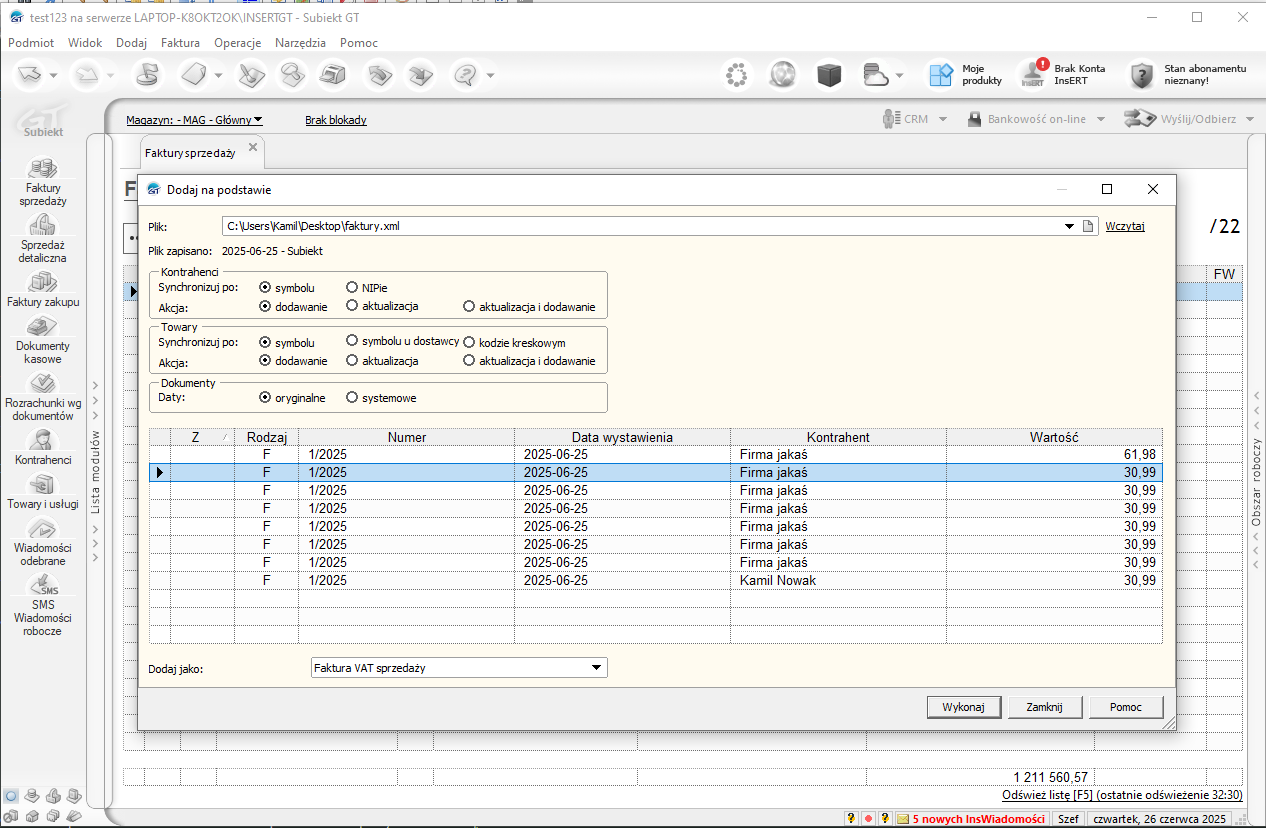 test123 na serwerze LAPTOP-K8OKT2OK\INSERTGT - Subiekt GT
Podmiot Widok Dodaj Faktura Operacje Narzędzia Pomoc
Moje produkty
Brak Konta InsERT
Stan abonamentu nieznany!
GT
Subiekt
Magazyn: - MAG - Główny
Brak blokady
CRM
Bankowość on-line
Wyślij/Odbierz
Faktury sprzedaży
Sprzedaż detaliczna
Faktury zakupu
Dokumenty kasowe
Rozrachunki wg dokumentów
Kontrahenci
Towary i usługi
Wiadomości odebrane
SMS
SMS Wiadomości robocze
Lista modułów
Faktury sprzedaży
F
/22
FW
Dodaj na podstawie
Plik: C:\Users\Kamil\Desktop\faktury.xml Wczytaj
Plik zapisano: 2025-06-25 - Subiekt
Kontrahenci
Synchronizuj po: symbolu NIPie
Akcja: dodawanie aktualizacja aktualizacja i dodawanie
Towary
Synchronizuj po: symbolu symbolu u dostawcy kodzie kreskowym
Akcja: dodawanie aktualizacja aktualizacja i dodawanie
Dokumenty
Daty: oryginalne systemowe
Z Rodzaj Numer Data wystawienia Kontrahent Wartość
F 1/2025 2025-06-25 Firma jakaś 61,98
F 1/2025 2025-06-25 Firma jakaś 30,99
F 1/2025 2025-06-25 Firma jakaś 30,99
F 1/2025 2025-06-25 Firma jakaś 30,99
F 1/2025 2025-06-25 Firma jakaś 30,99
F 1/2025 2025-06-25 Firma jakaś 30,99
F 1/2025 2025-06-25 Firma jakaś 30,99
F 1/2025 2025-06-25 Kamil Nowak 30,99
Dodaj jako: Faktura VAT sprzedaży
Wykonaj Zamknij Pomoc
Obszar roboczy
1 211 560,57
Odśwież listę [F5] (ostatnie odświeżenie 32:30)
5 nowych InsWiadomości Szef czwartek, 26 czerwca 2025